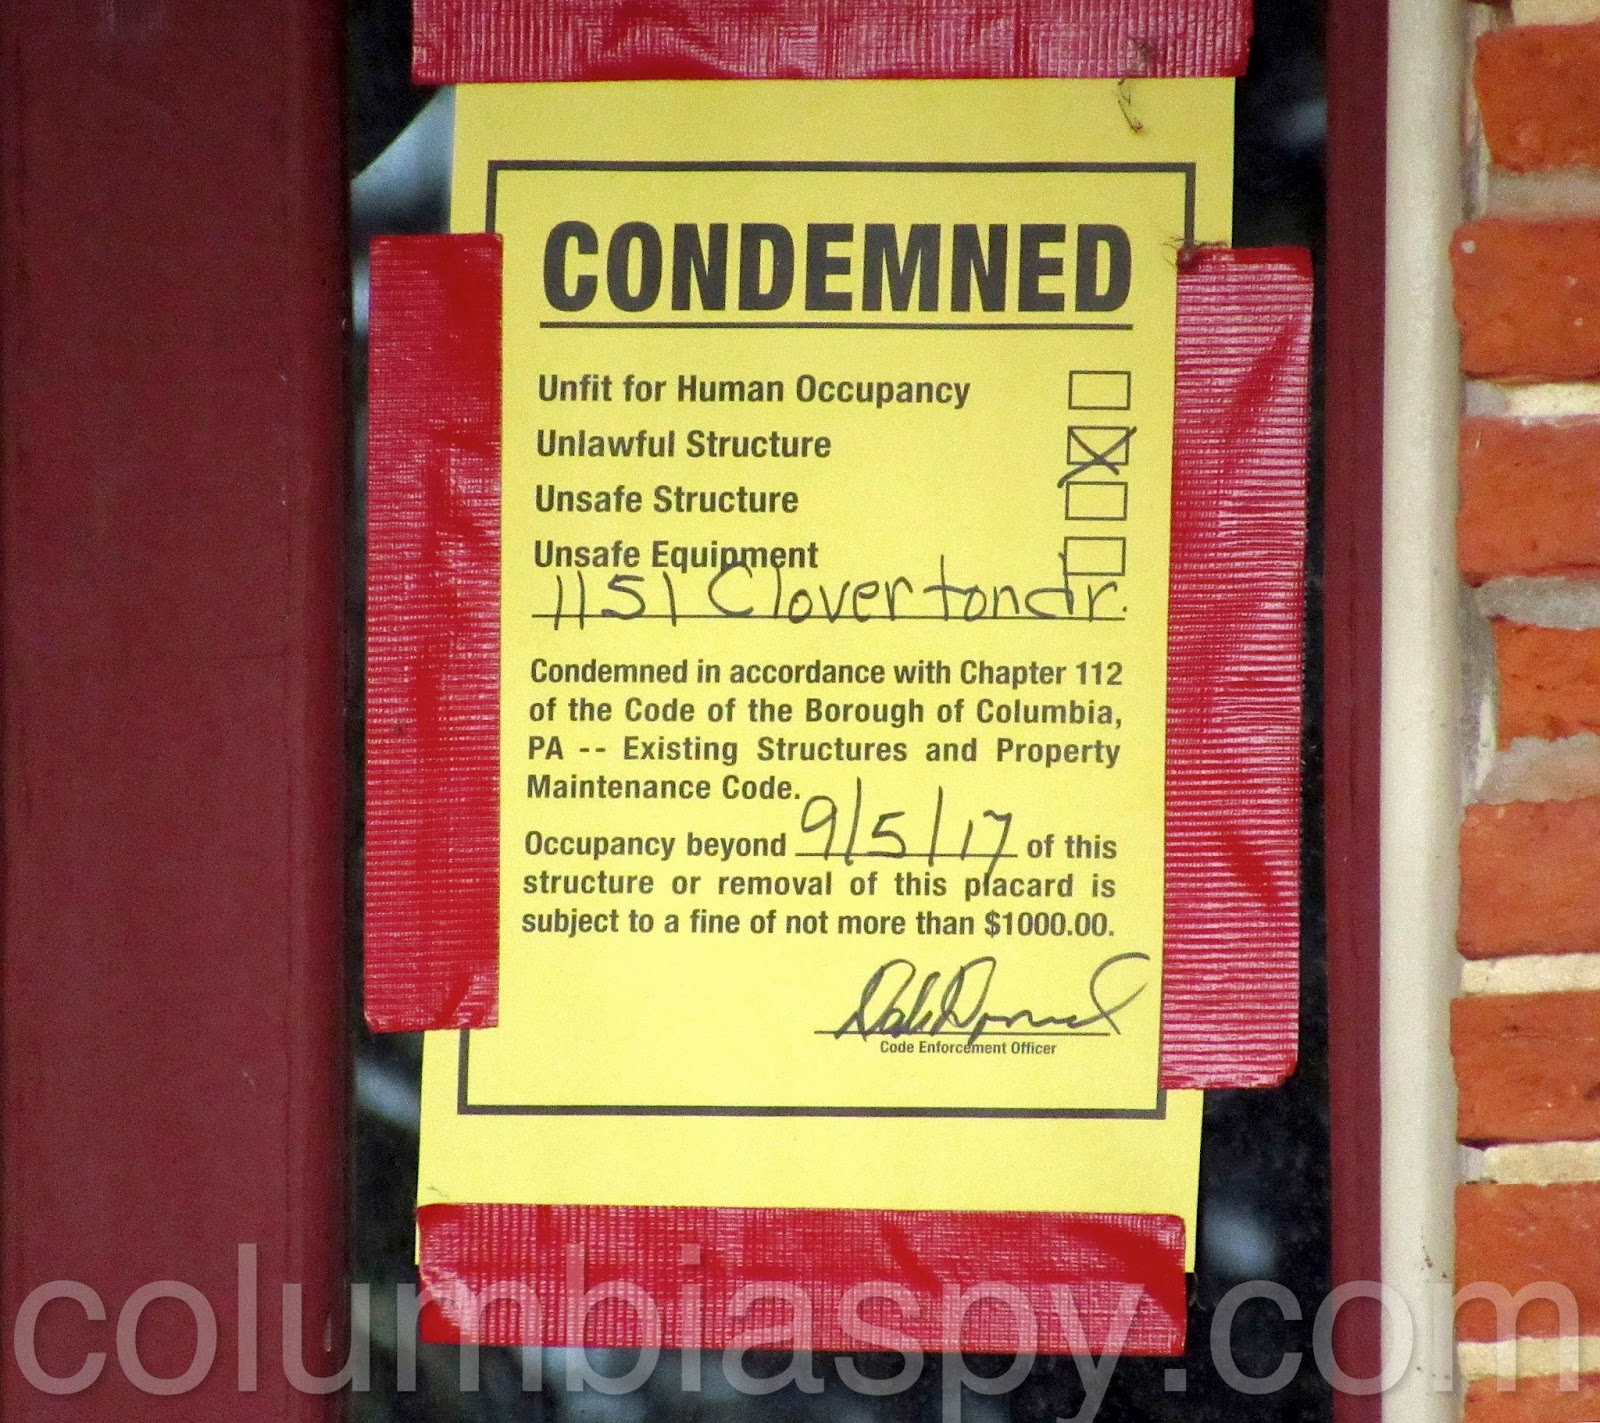 CONDEMNED
Unfit for Human Occupancy
Unlawful Structure
Unsafe Structure
Unsafe Equipment
1151 Cloverton dr.
Condemned in accordance with Chapter 112
of the Code of the Borough of Columbia,
PA -- Existing Structures and Property
Maintenance Code.
Occupancy beyond 9/5/17 of this
structure or removal of this placard is
subject to a fine of not more than $1000.00.
Code Enforcement Officer
columbiaspy.com